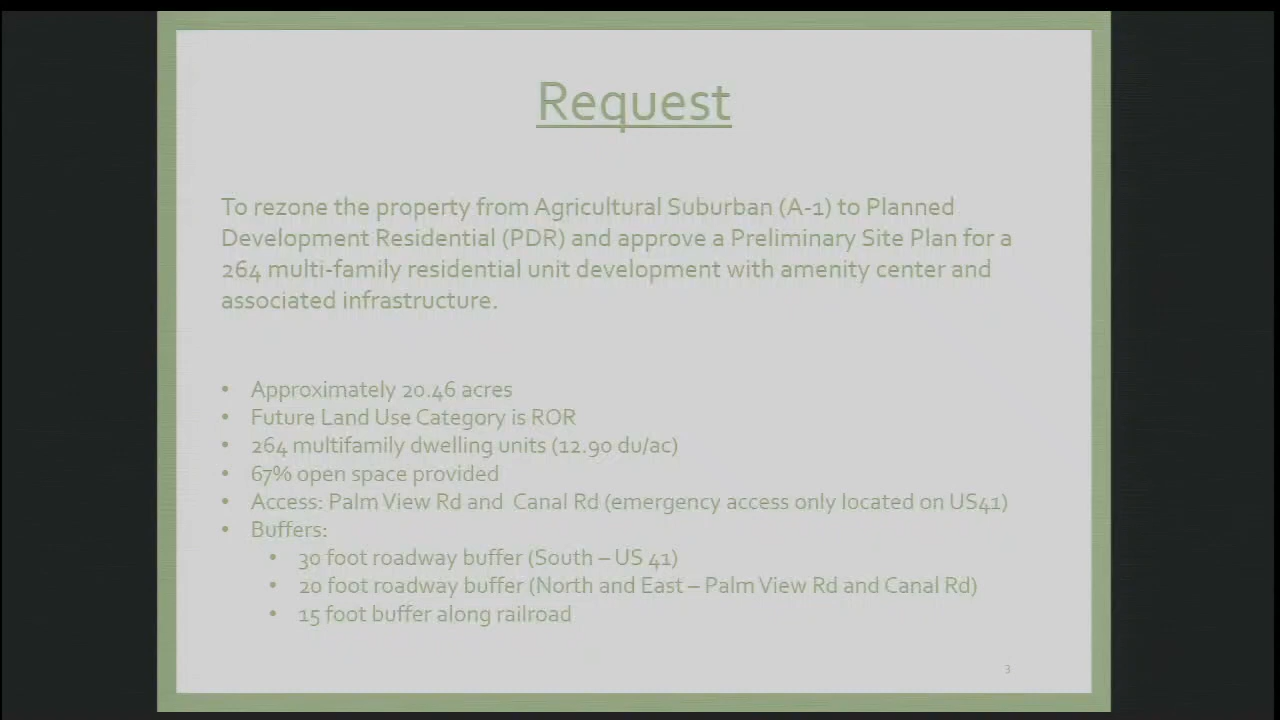 Request
To rezone the property from Agricultural Suburban (A-1) to Planned
Development Residential (PDR) and approve a Preliminary Site Plan for a
264 multi-family residential unit development with amenity center and
associated infrastructure.
• Approximately 20.46 acres
• Future Land Use Category is ROR
• 264 multifamily dwelling units (12.90 du/ac)
• 67% open space provided
• Access: Palm View Rd and Canal Rd (emergency access only located on US41)
• Buffers:
• 30 foot roadway buffer (South – US 41)
• 20 foot roadway buffer (North and East – Palm View Rd and Canal Rd)
• 15 foot buffer along railroad
3